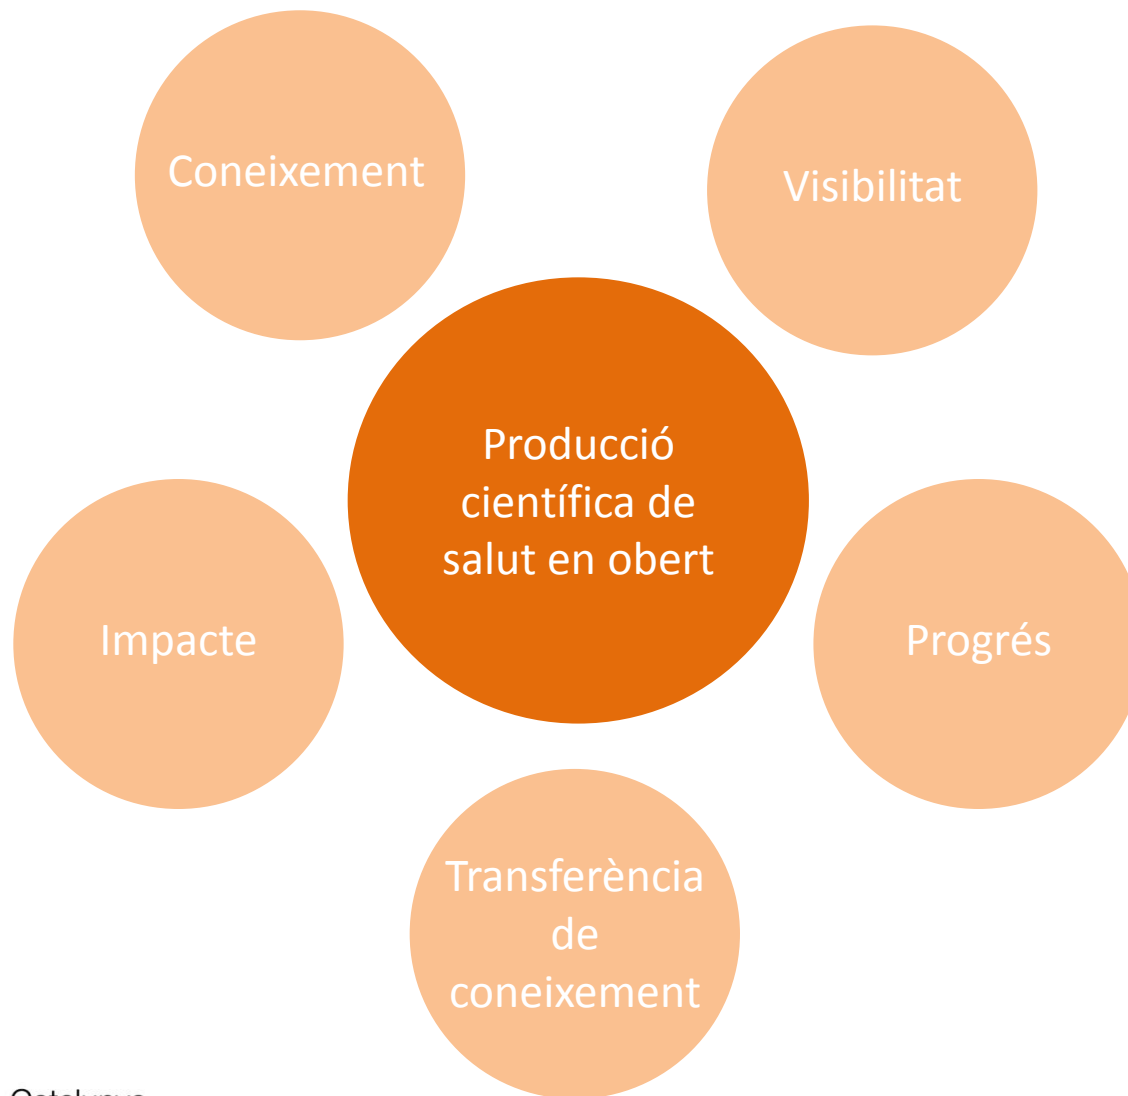 Coneixement
Visibilitat
Producció
científica de
salut en obert
Impacte
Progrés
Transferència
de
coneixement